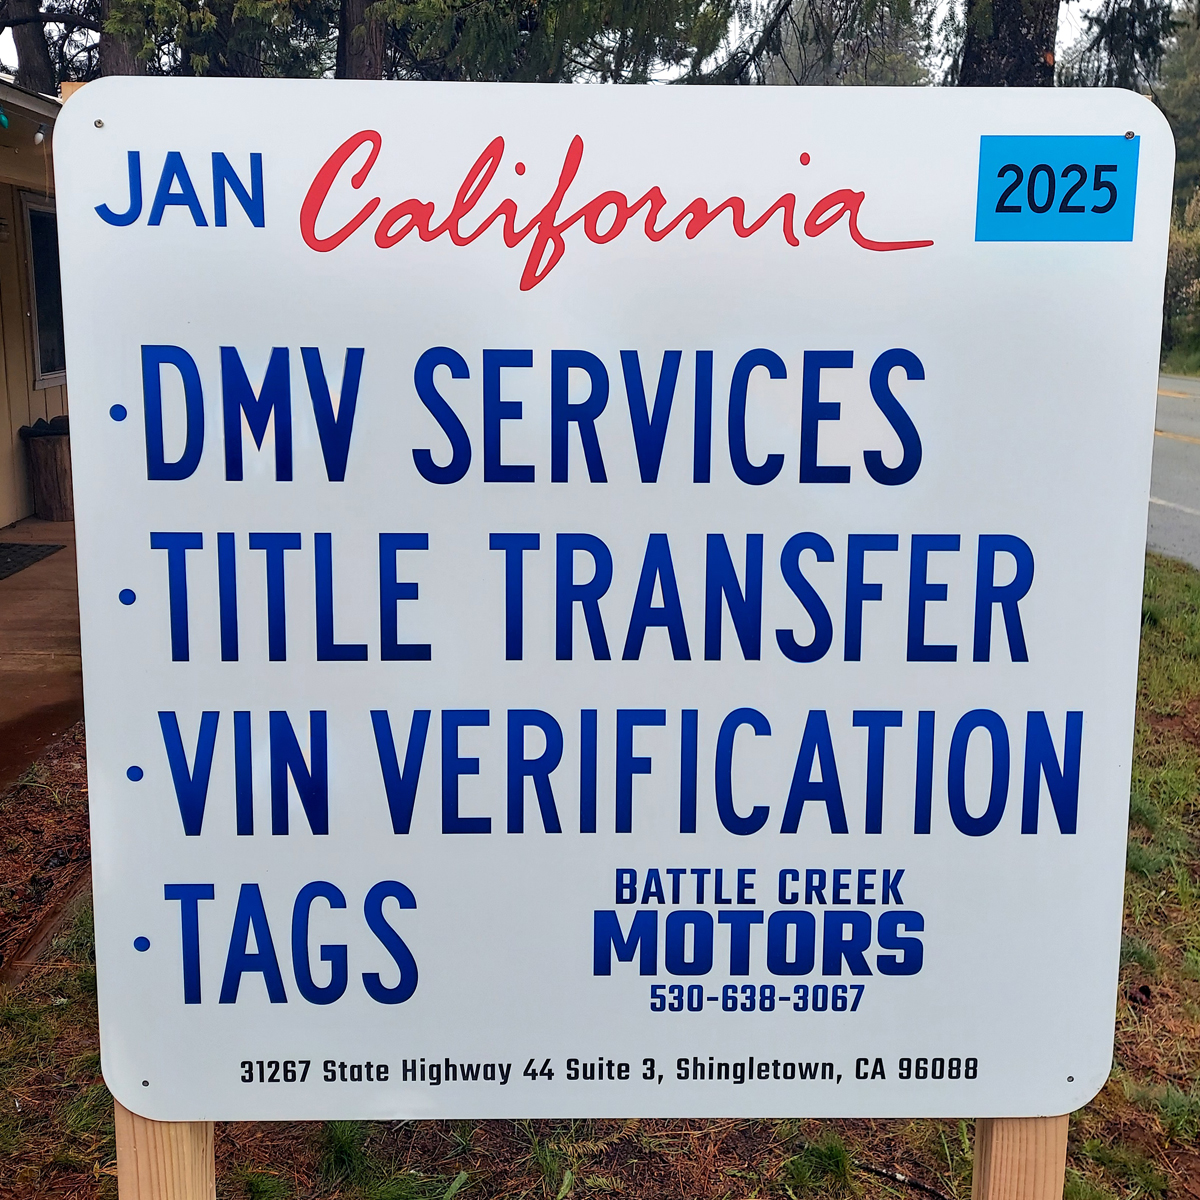 JAN California 2025
•DMV SERVICES
•TITLE TRANSFER
•VIN VERIFICATION
•TAGS
BATTLE CREEK
MOTORS
530-638-3067
31267 State Highway 44 Suite 3, Shingletown, CA 96088